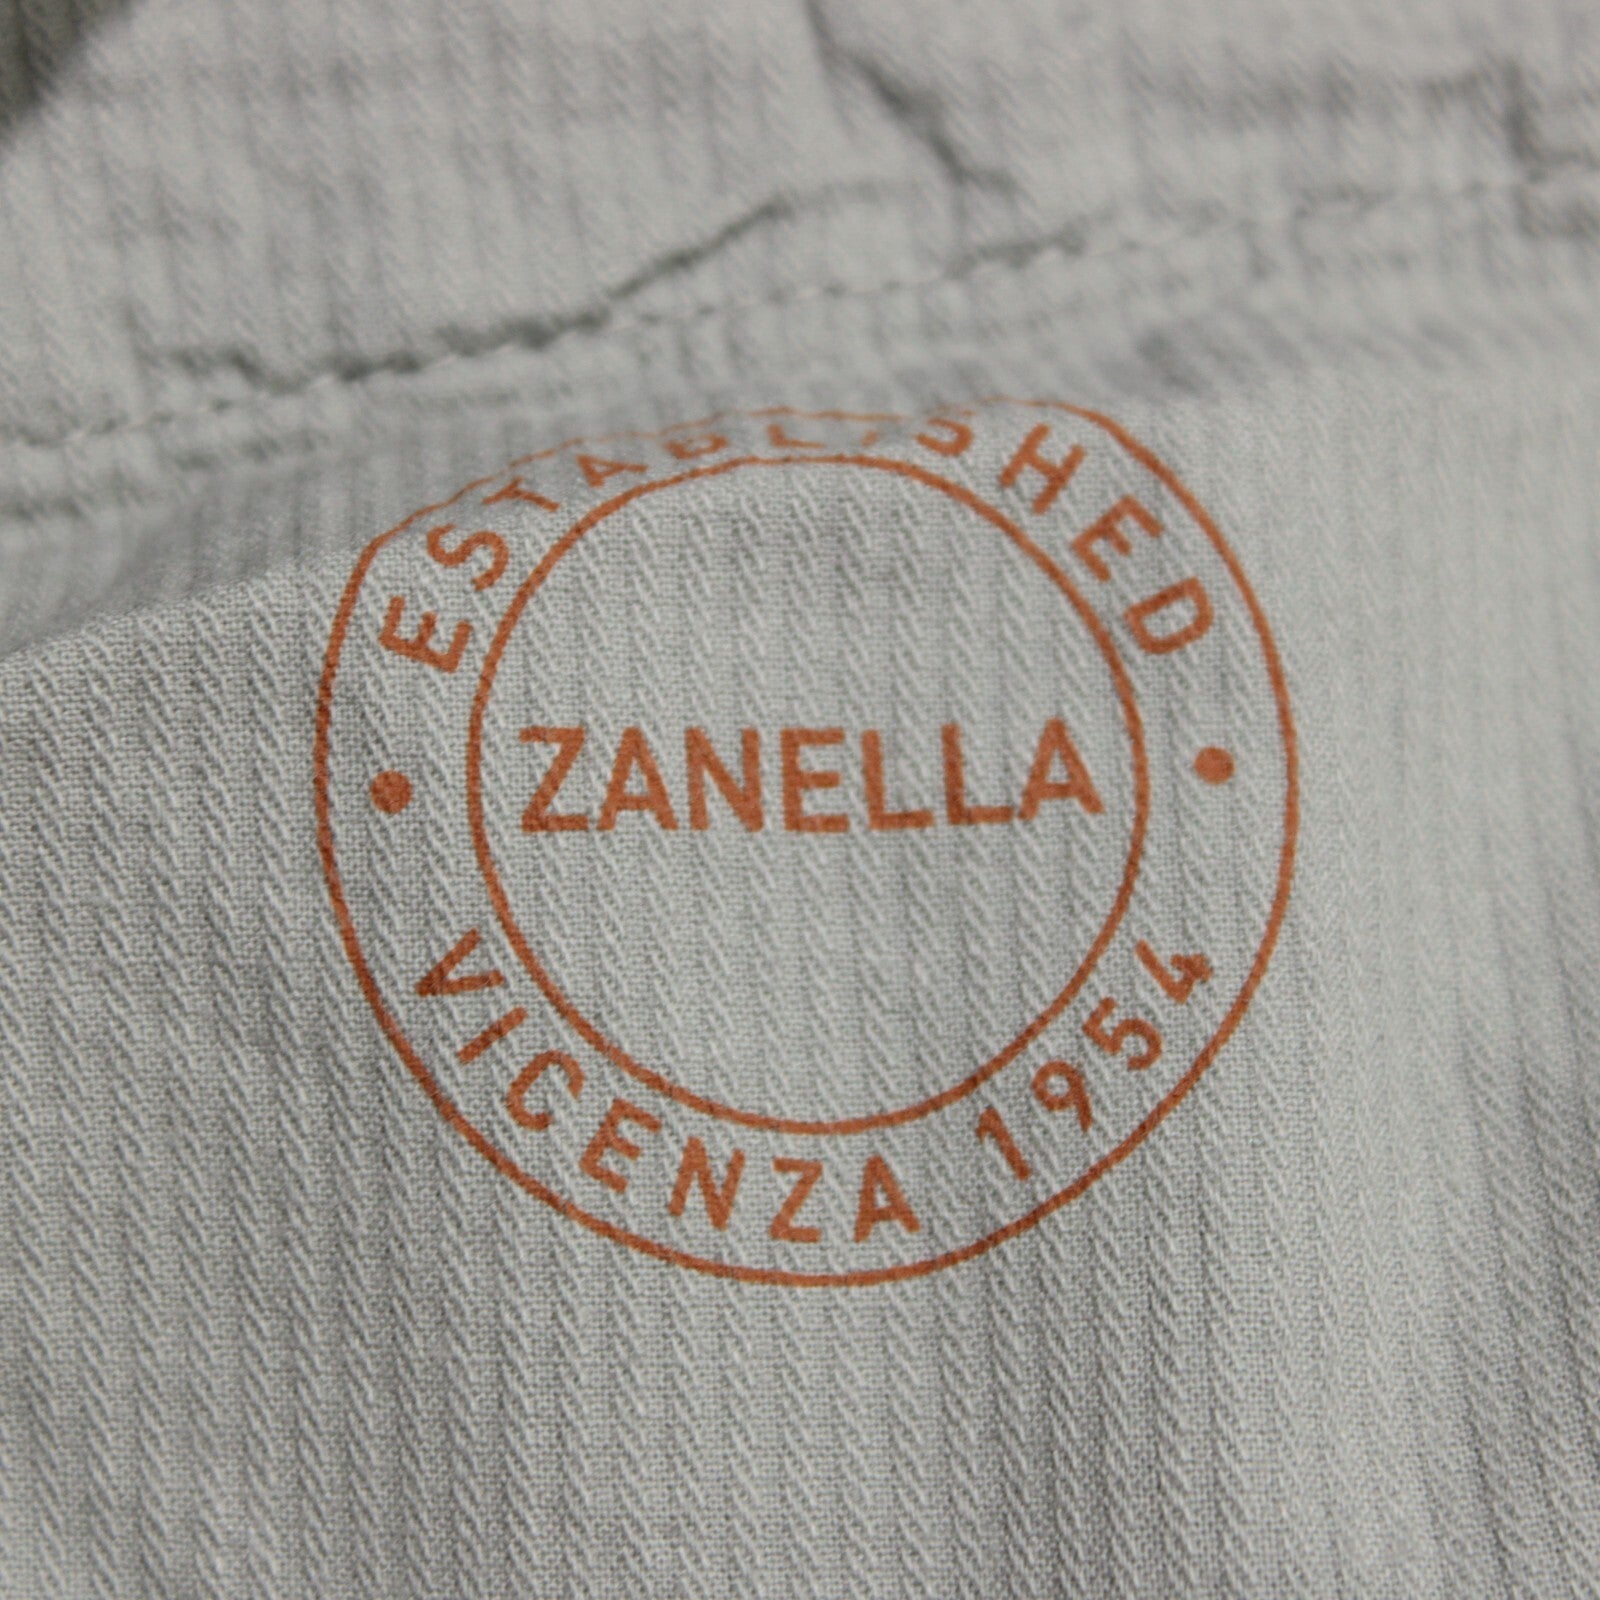 ESTABLISHED
ZANELLA
VICENZA 1954